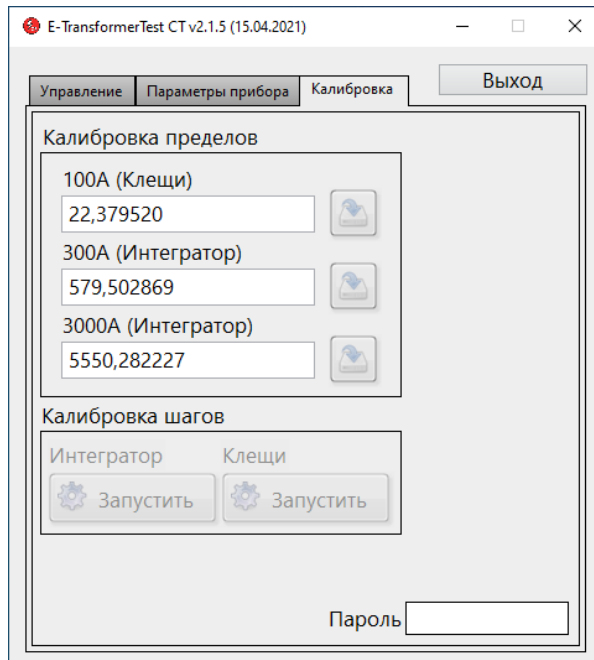 E-TransformerTest CT v2.1.5 (15.04.2021)
Выход
Управление Параметры прибора Калибровка
Калибровка пределов
100А (Клещи)
22,379520
300А (Интегратор)
579,502869
3000А (Интегратор)
5550,282227
Калибровка шагов
Интегратор Клещи
Запустить Запустить
Пароль